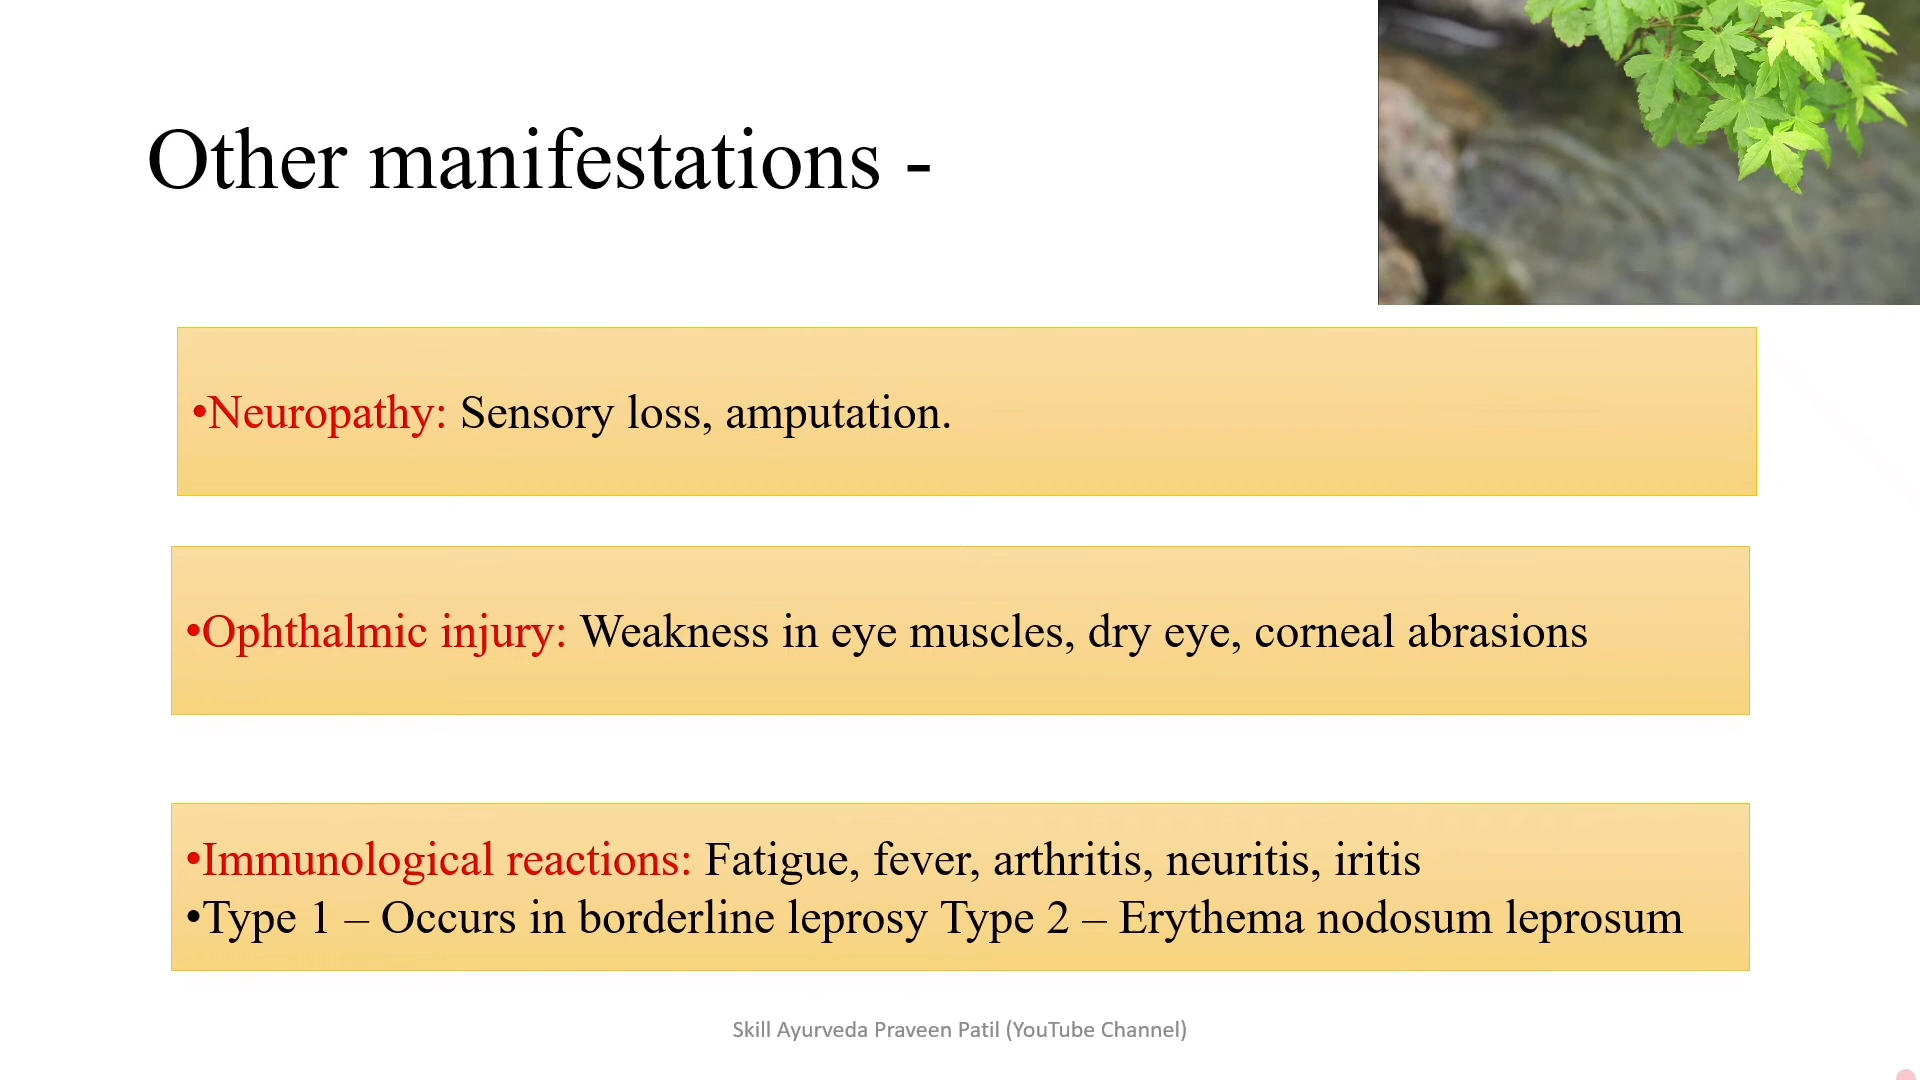 Other manifestations -
•Neuropathy: Sensory loss, amputation.
•Ophthalmic injury: Weakness in eye muscles, dry eye, corneal abrasions
•Immunological reactions: Fatigue, fever, arthritis, neuritis, iritis
•Type 1 – Occurs in borderline leprosy Type 2 – Erythema nodosum leprosum
Skill Ayurveda Praveen Patil (YouTube Channel)